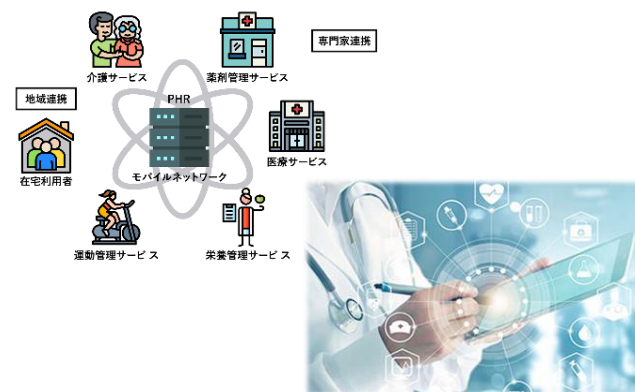 専門家連携
介護サービス
薬剤管理サービス
地域連携
PHR
医療サービス
モバイルネットワーク
在宅利用者
運動管理サービス
栄養管理サービス